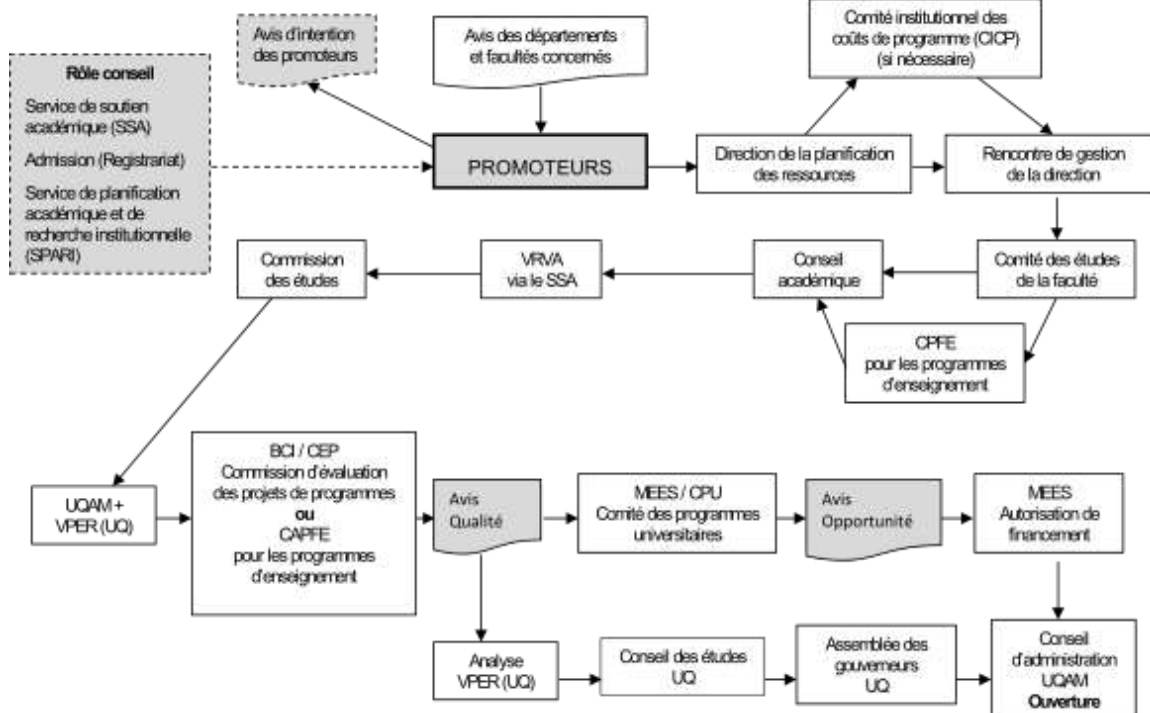 Avis d'intention
des promoteurs
Avis des départements
et facultés concernés
Comité institutionnel des
coûts de programme (CICP)
(si nécessaire)
Rôle conseil
Service de soutien
académique (SSA)
Admission (Registrariat)
Service de planification
académique et de
recherche institutionnelle
(SPARI)
PROMOTEURS
Direction de la planification
des ressources
Rencontre de gestion
de la direction
Commission
des études
VRVA
via le SSA
Conseil
académique
Comité des études
de la faculté
CPFE
pour les programmes
d'enseignement
UQAM +
VPER (UQ)
BCI / CEP
Commission d'évaluation
des projets de programmes
ou
CAPFE
pour les programmes
d'enseignement
Avis
Qualité
MEES / CPU
Comité des programmes
universitaires
Avis
Opportunité
MEES
Autorisation de
financement
Analyse
VPER (UQ)
Conseil des études
UQ
Assemblée des
gouverneurs
UQ
Conseil
d'administration
UQAM
Ouverture